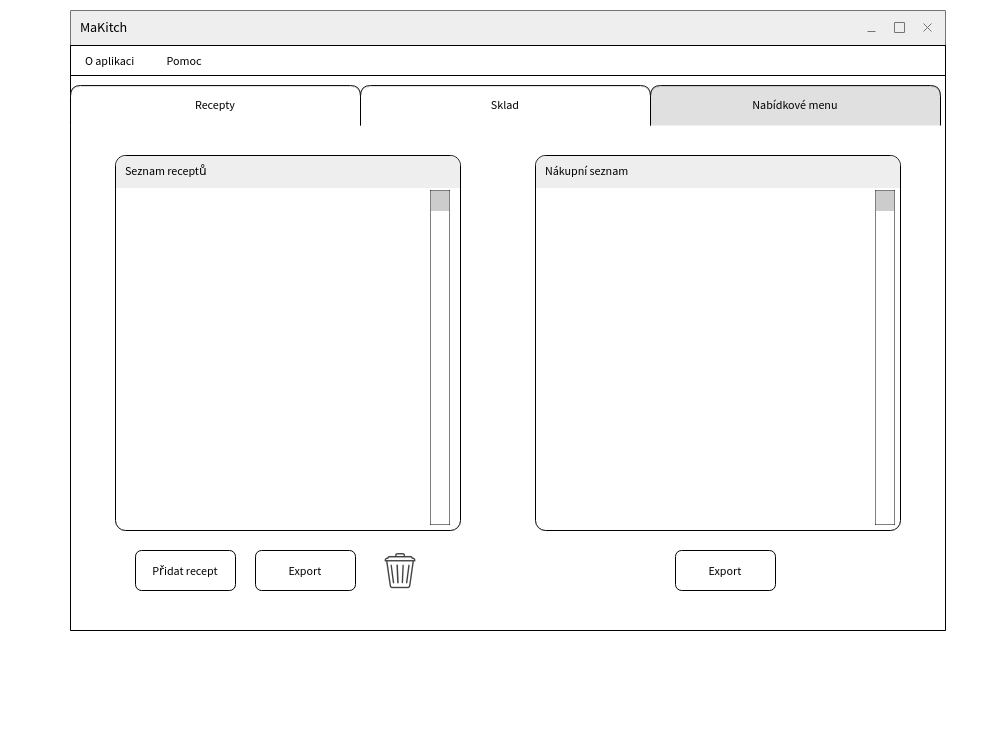 MaKitch
O aplikaci Pomoc
Recepty Sklad Nabídkové menu
Seznam receptů
Nákupní seznam
Přidat recept Export Export